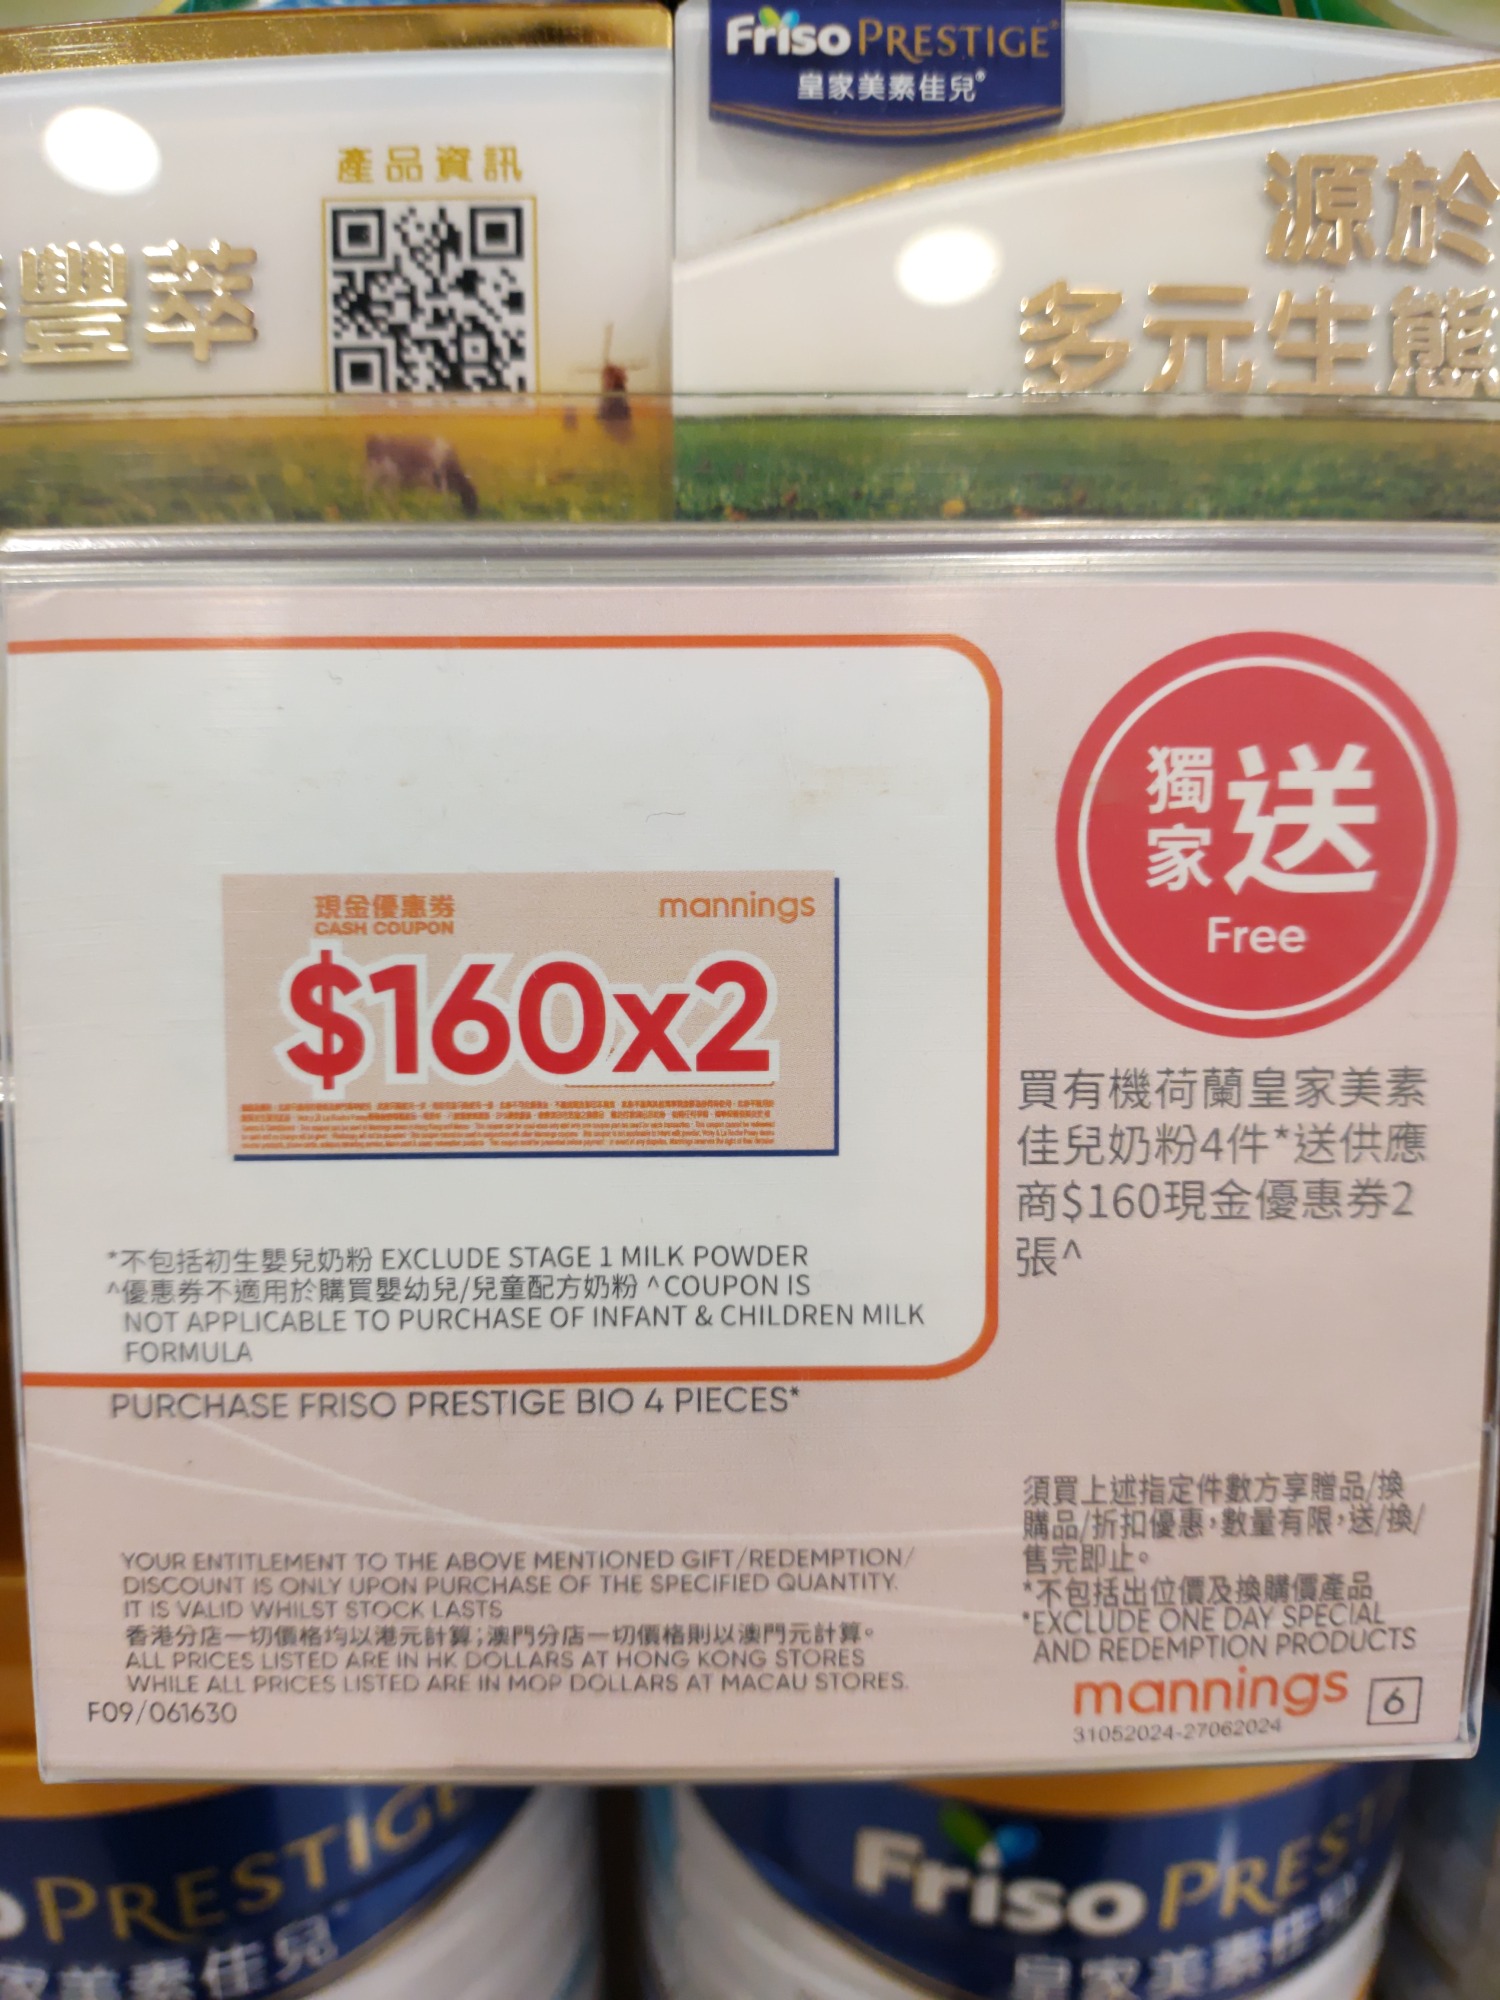 Friso PRESTIGE®
皇家美素佳兒®
產品資訊
豐萃
源於
多元生態
現金優惠券
CASH COUPON
mannings
$160x2
獨家送
Free
買有機荷蘭皇家美素
佳兒奶粉4件*送供應
商$160現金優惠券2
張^
*不包括初生嬰兒奶粉 EXCLUDE STAGE 1 MILK POWDER
^優惠券不適用於購買嬰幼兒/兒童配方奶粉 ^COUPON IS
NOT APPLICABLE TO PURCHASE OF INFANT & CHILDREN MILK
FORMULA
PURCHASE FRISO PRESTIGE BIO 4 PIECES*
須買上述指定件數方享贈品/換
購品/折扣優惠,數量有限,送/換/
售完即止。
*不包括出位價及換購價產品
*EXCLUDE ONE DAY SPECIAL
AND REDEMPTION PRODUCTS
YOUR ENTITLEMENT TO THE ABOVE MENTIONED GIFT/REDEMPTION/
DISCOUNT IS ONLY UPON PURCHASE OF THE SPECIFIED QUANTITY.
IT IS VALID WHILST STOCK LASTS
香港分店一切價格均以港元計算;澳門分店一切價格則以澳門元計算。
ALL PRICES LISTED ARE IN HK DOLLARS AT HONG KONG STORES
WHILE ALL PRICES LISTED ARE IN MOP DOLLARS AT MACAU STORES.
F09/061630
mannings 6
31052024-27062024
PRESTIGE
家美素佳兒
Friso PREST
皇家美素佳兒